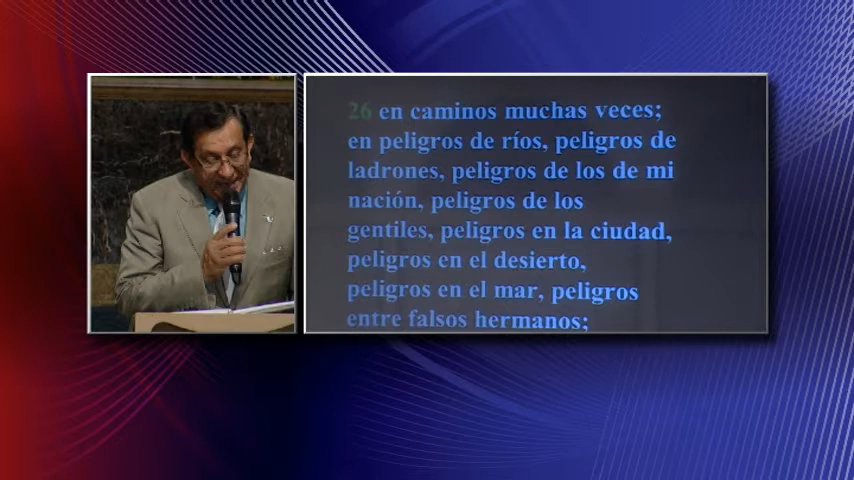 26 en caminos muchas veces;
en peligros de ríos, peligros de
ladrones, peligros de los de mi
nación, peligros de los
gentiles, peligros en la ciudad,
peligros en el desierto,
peligros en el mar, peligros
entre falsos hermanos;